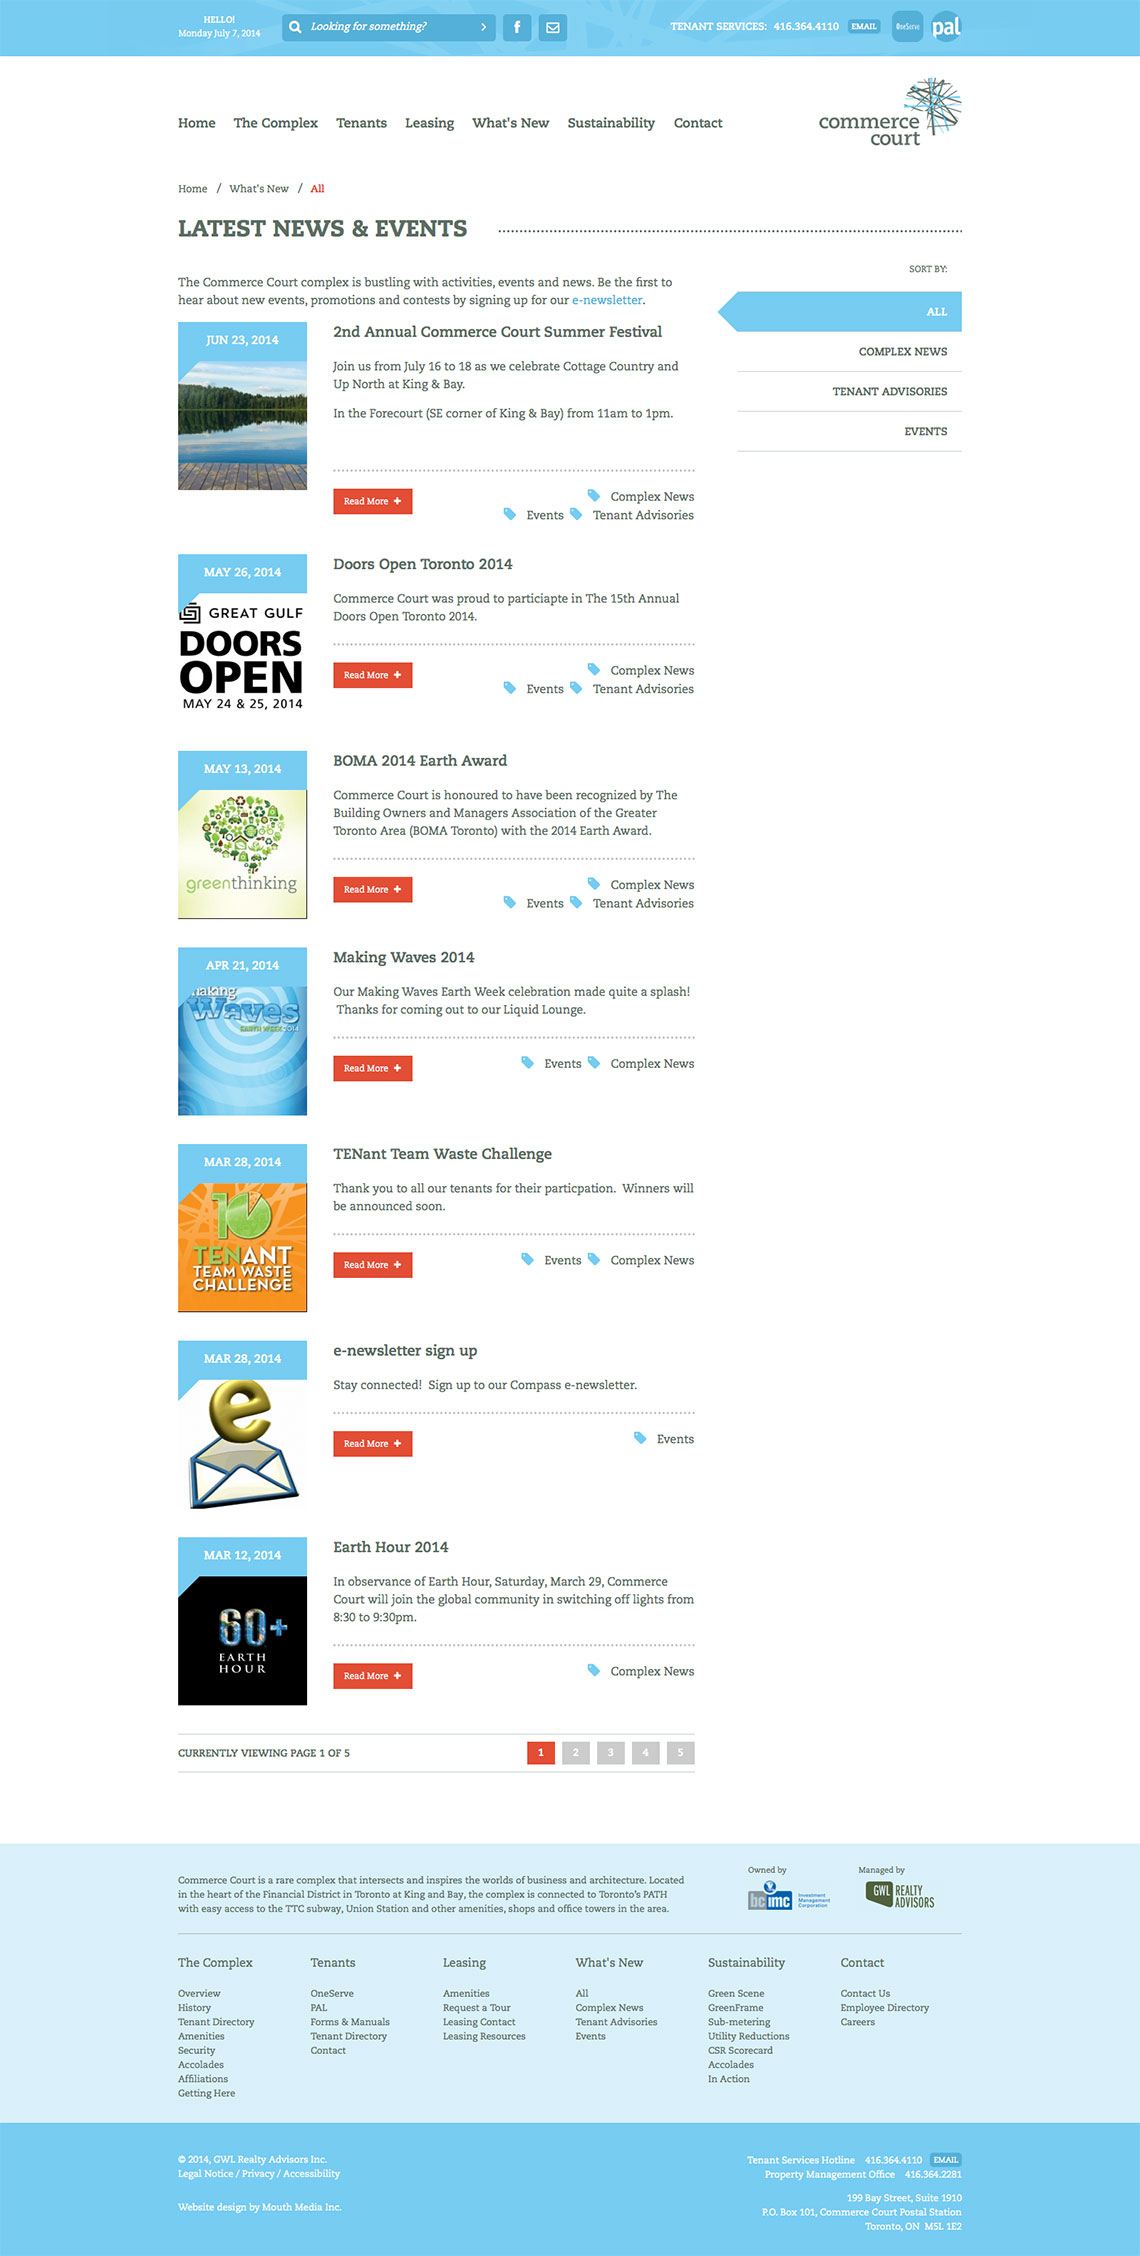 HELLO!
Monday July 7, 2014
Looking for something?
TENANT SERVICES: 416.364.4110 EMAIL OneServe pal
Home The Complex Tenants Leasing What's New Sustainability Contact
commerce
court
Home / What's New / All
LATEST NEWS & EVENTS
SORT BY:
ALL
COMPLEX NEWS
TENANT ADVISORIES
EVENTS
The Commerce Court complex is bustling with activities, events and news. Be the first to
hear about new events, promotions and contests by signing up for our e-newsletter.
JUN 23, 2014
2nd Annual Commerce Court Summer Festival
Join us from July 16 to 18 as we celebrate Cottage Country and
Up North at King & Bay.
In the Forecourt (SE corner of King & Bay) from 11am to 1pm.
Read More +
Complex News
Events Tenant Advisories
MAY 26, 2014
GREAT GULF
DOORS
OPEN
MAY 24 & 25, 2014
Doors Open Toronto 2014
Commerce Court was proud to particiapte in The 15th Annual
Doors Open Toronto 2014.
Read More +
Complex News
Events Tenant Advisories
MAY 13, 2014
greenthinking
BOMA 2014 Earth Award
Commerce Court is honoured to have been recognized by The
Building Owners and Managers Association of the Greater
Toronto Area (BOMA Toronto) with the 2014 Earth Award.
Read More +
Complex News
Events Tenant Advisories
APR 21, 2014
making
Waves
EARTH WEEK 2014
Making Waves 2014
Our Making Waves Earth Week celebration made quite a splash!
Thanks for coming out to our Liquid Lounge.
Read More +
Events Complex News
MAR 28, 2014
10
TENANT
TEAM WASTE
CHALLENGE
TENant Team Waste Challenge
Thank you to all our tenants for their particpation. Winners will
be announced soon.
Read More +
Events Complex News
MAR 28, 2014
e
e-newsletter sign up
Stay connected! Sign up to our Compass e-newsletter.
Read More +
Events
MAR 12, 2014
60+
EARTH
HOUR
Earth Hour 2014
In observance of Earth Hour, Saturday, March 29, Commerce
Court will join the global community in switching off lights from
8:30 to 9:30pm.
Read More +
Complex News
CURRENTLY VIEWING PAGE 1 OF 5
1 2 3 4 5
Commerce Court is a rare complex that intersects and inspires the worlds of business and architecture. Located
in the heart of the Financial District in Toronto at King and Bay, the complex is connected to Toronto's PATH
with easy access to the TTC subway, Union Station and other amenities, shops and office towers in the area.
Owned by
bcimc Investment
Management
Corporation
Managed by
GWL REALTY
ADVISORS
The Complex
Overview
History
Tenant Directory
Amenities
Security
Accolades
Affiliations
Getting Here
Tenants
OneServe
PAL
Forms & Manuals
Tenant Directory
Contact
Leasing
Amenities
Request a Tour
Leasing Contact
Leasing Resources
What's New
All
Complex News
Tenant Advisories
Events
Sustainability
Green Scene
GreenFrame
Sub-metering
Utility Reductions
CSR Scorecard
Accolades
In Action
Contact
Contact Us
Employee Directory
Careers
© 2014, GWL Realty Advisors Inc.
Legal Notice / Privacy / Accessibility
Website design by Mouth Media Inc.
Tenant Services Hotline 416.364.4110 EMAIL
Property Management Office 416.364.2281
199 Bay Street, Suite 1910
P.O. Box 101, Commerce Court Postal Station
Toronto, ON M5L 1E2